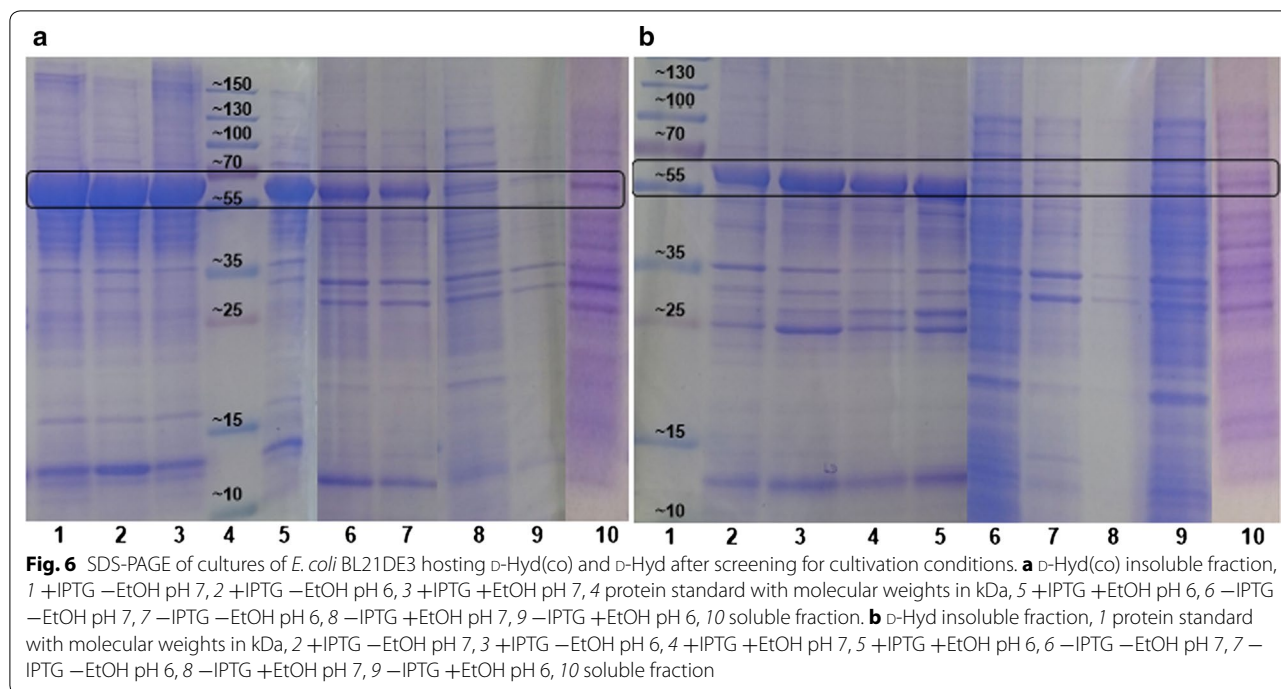 a
b
~150
~130
~100
~70
~55
~35
~25
~15
~10
~130
~100
~70
~55
~35
~25
~15
~10
1 2 3 4 5 6 7 8 9 10
1 2 3 4 5 6 7 8 9 10
Fig. 6 SDS-PAGE of cultures of E. coli BL21DE3 hosting D-Hyd(co) and D-Hyd after screening for cultivation conditions. a D-Hyd(co) insoluble fraction,
1 +IPTG −EtOH pH 7, 2 +IPTG −EtOH pH 6, 3 +IPTG +EtOH pH 7, 4 protein standard with molecular weights in kDa, 5 +IPTG +EtOH pH 6, 6 −IPTG
−EtOH pH 7, 7 −IPTG −EtOH pH 6, 8 −IPTG +EtOH pH 7, 9 −IPTG +EtOH pH 6, 10 soluble fraction. b D-Hyd insoluble fraction, 1 protein standard
with molecular weights in kDa, 2 +IPTG −EtOH pH 7, 3 +IPTG −EtOH pH 6, 4 +IPTG +EtOH pH 7, 5 +IPTG +EtOH pH 6, 6 −IPTG −EtOH pH 7, 7 −
IPTG −EtOH pH 6, 8 −IPTG +EtOH pH 7, 9 −IPTG +EtOH pH 6, 10 soluble fraction